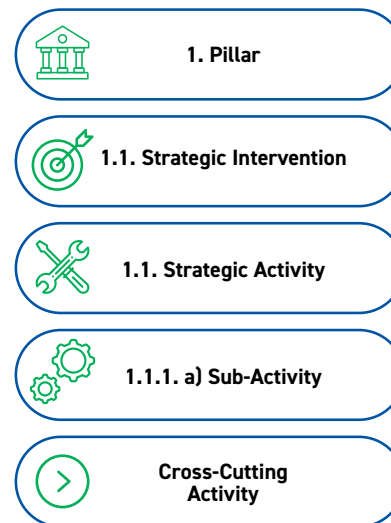 1. Pillar
1.1. Strategic Intervention
1.1. Strategic Activity
1.1.1. a) Sub-Activity
Cross-Cutting
Activity